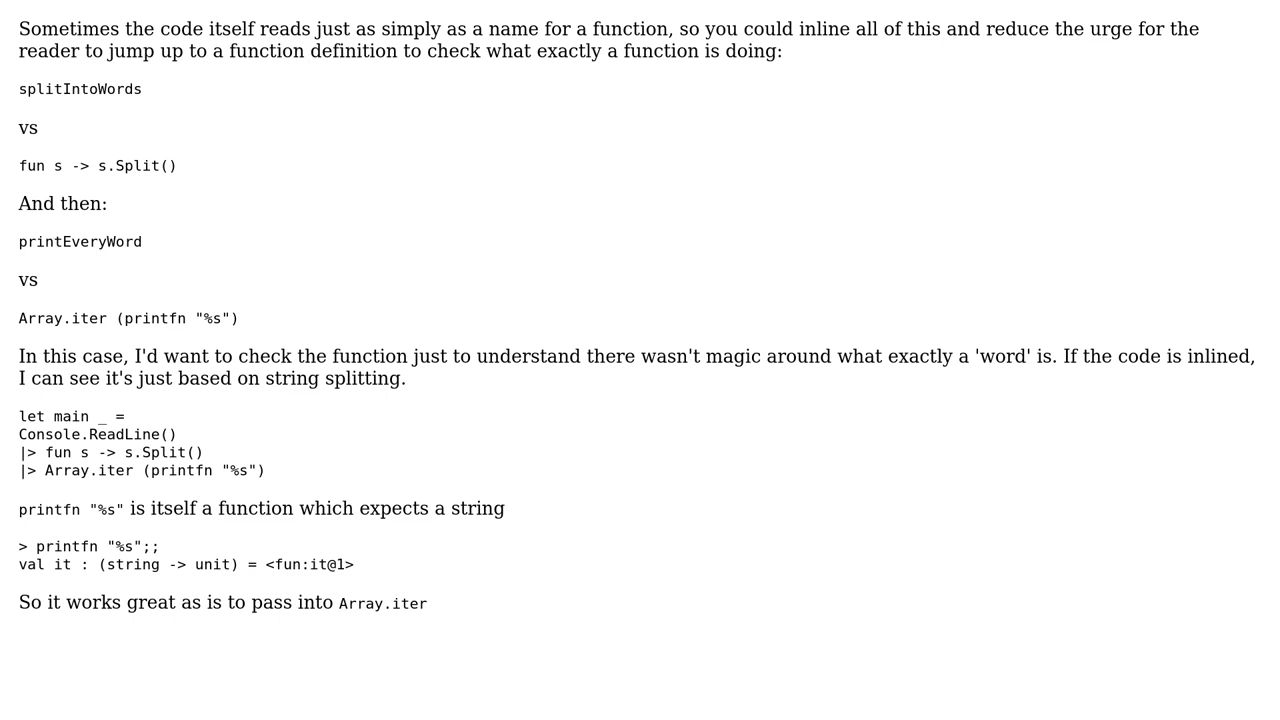 Sometimes the code itself reads just as simply as a name for a function, so you could inline all of this and reduce the urge for the
reader to jump up to a function definition to check what exactly a function is doing:
splitIntoWords
vs
fun s -> s.Split()
And then:
printEveryWord
vs
Array.iter (printfn "%s")
In this case, I'd want to check the function just to understand there wasn't magic around what exactly a 'word' is. If the code is inlined,
I can see it's just based on string splitting.
let main _ =
Console.ReadLine()
|> fun s -> s.Split()
|> Array.iter (printfn "%s")
printfn "%s" is itself a function which expects a string
> printfn "%s";;
val it : (string -> unit) = <fun:it@1>
So it works great as is to pass into Array.iter